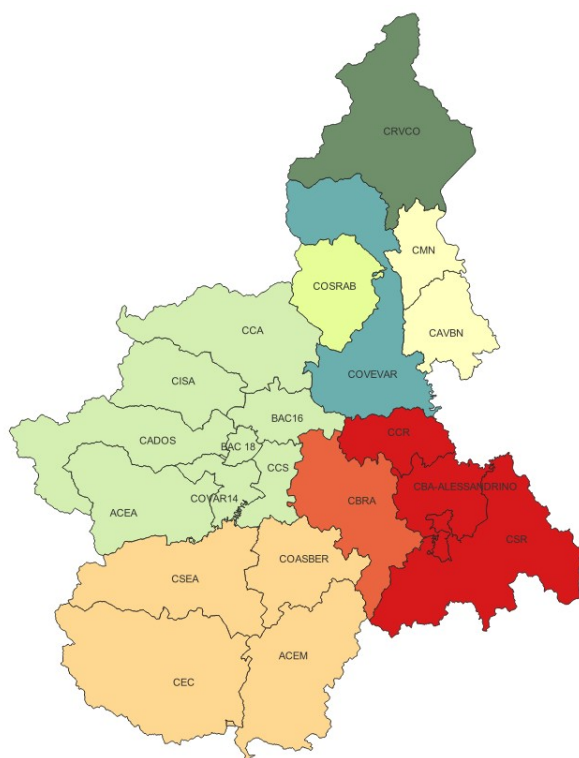 CRVCO
CMN
COSRAB
CCA
CAVBN
COVEVAR
CISA
BAC16
CCR
CADOS
BAC 18
CCS
CBA-ALESSANDRINO
COVAR14
CBRA
ACEA
CSR
COASBER
CSEA
ACEM
CEC